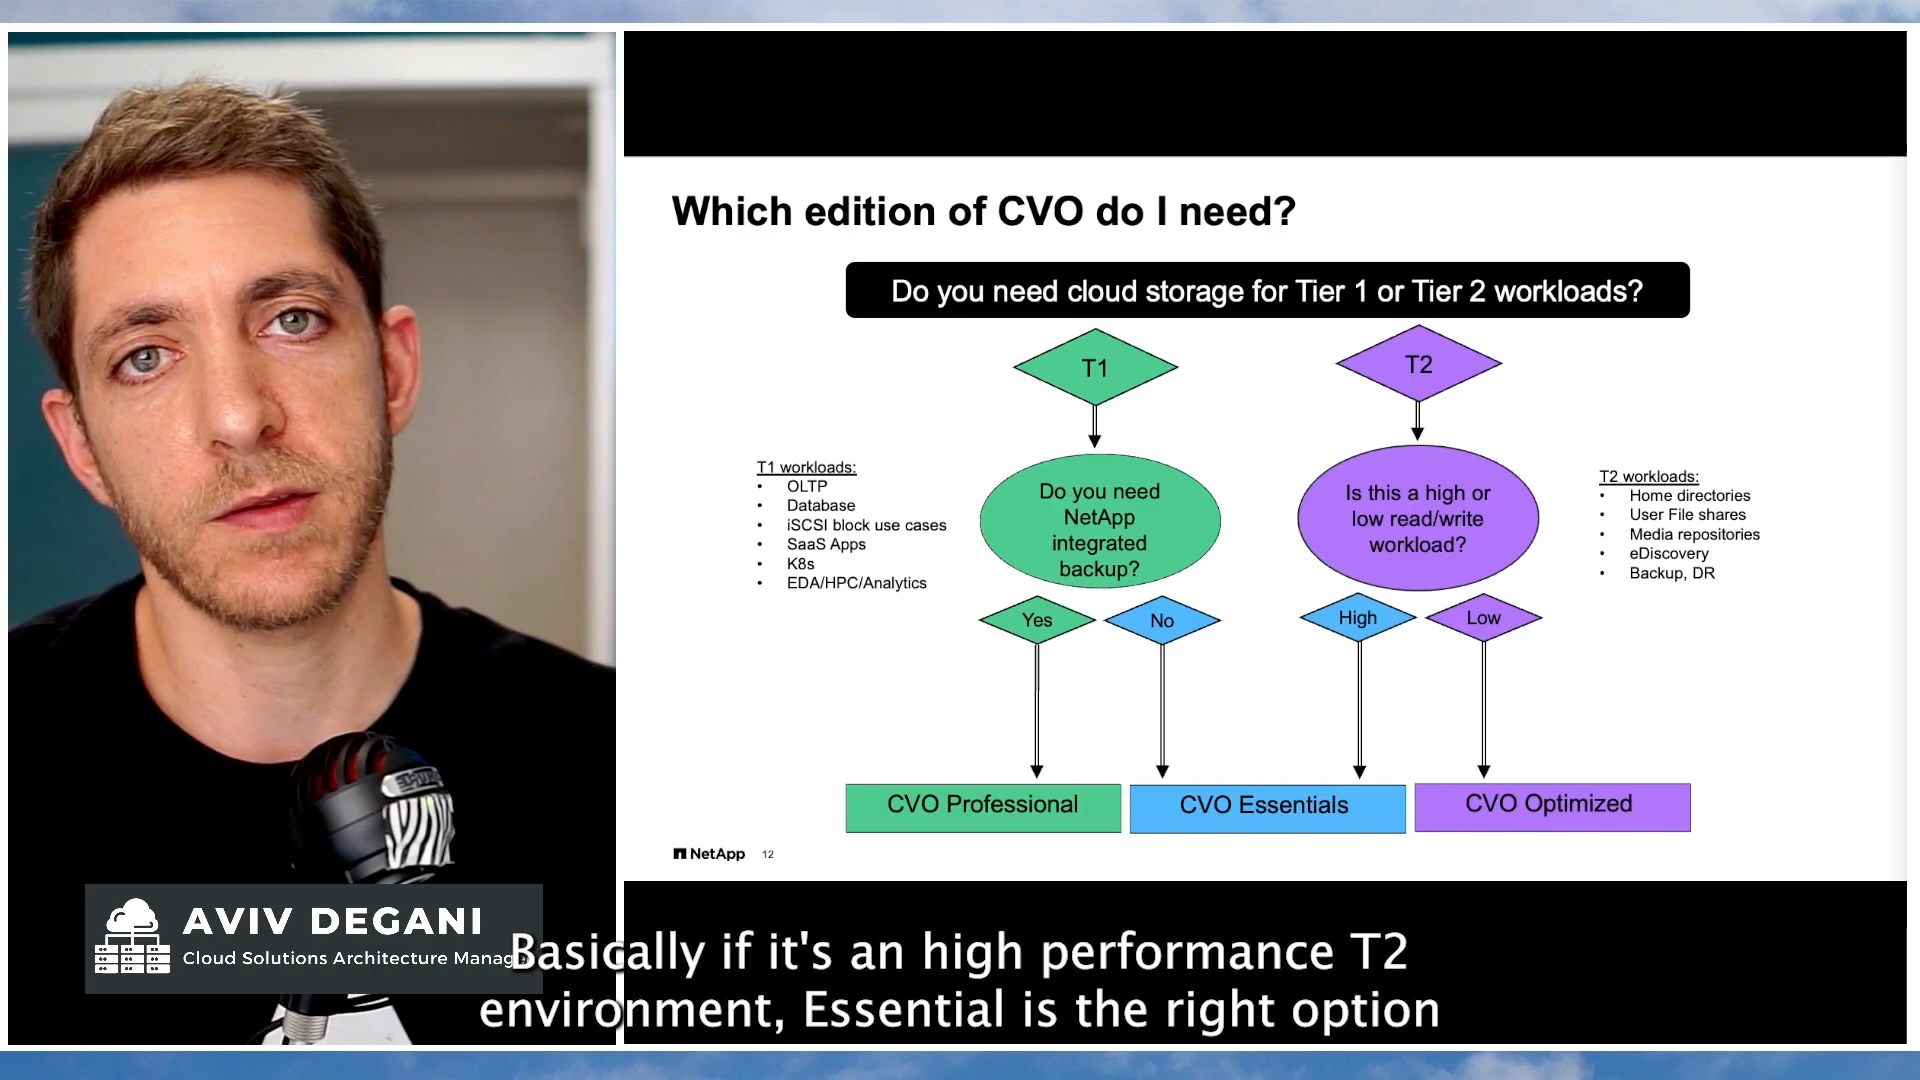 Which edition of CVO do I need?
Do you need cloud storage for Tier 1 or Tier 2 workloads?
T1
T2
T1 workloads:
• OLTP
• Database
• iSCSI block use cases
• SaaS Apps
• K8s
• EDA/HPC/Analytics
Do you need
NetApp
integrated
backup?
Is this a high or
low read/write
workload?
T2 workloads:
• Home directories
• User File shares
• Media repositories
• eDiscovery
• Backup, DR
Yes
No
High
Low
CVO Professional
CVO Essentials
CVO Optimized
NetApp
12
AVIV DEGANI
Cloud Solutions Architecture Manag
Basically if it's an high performance T2
environment, Essential is the right option